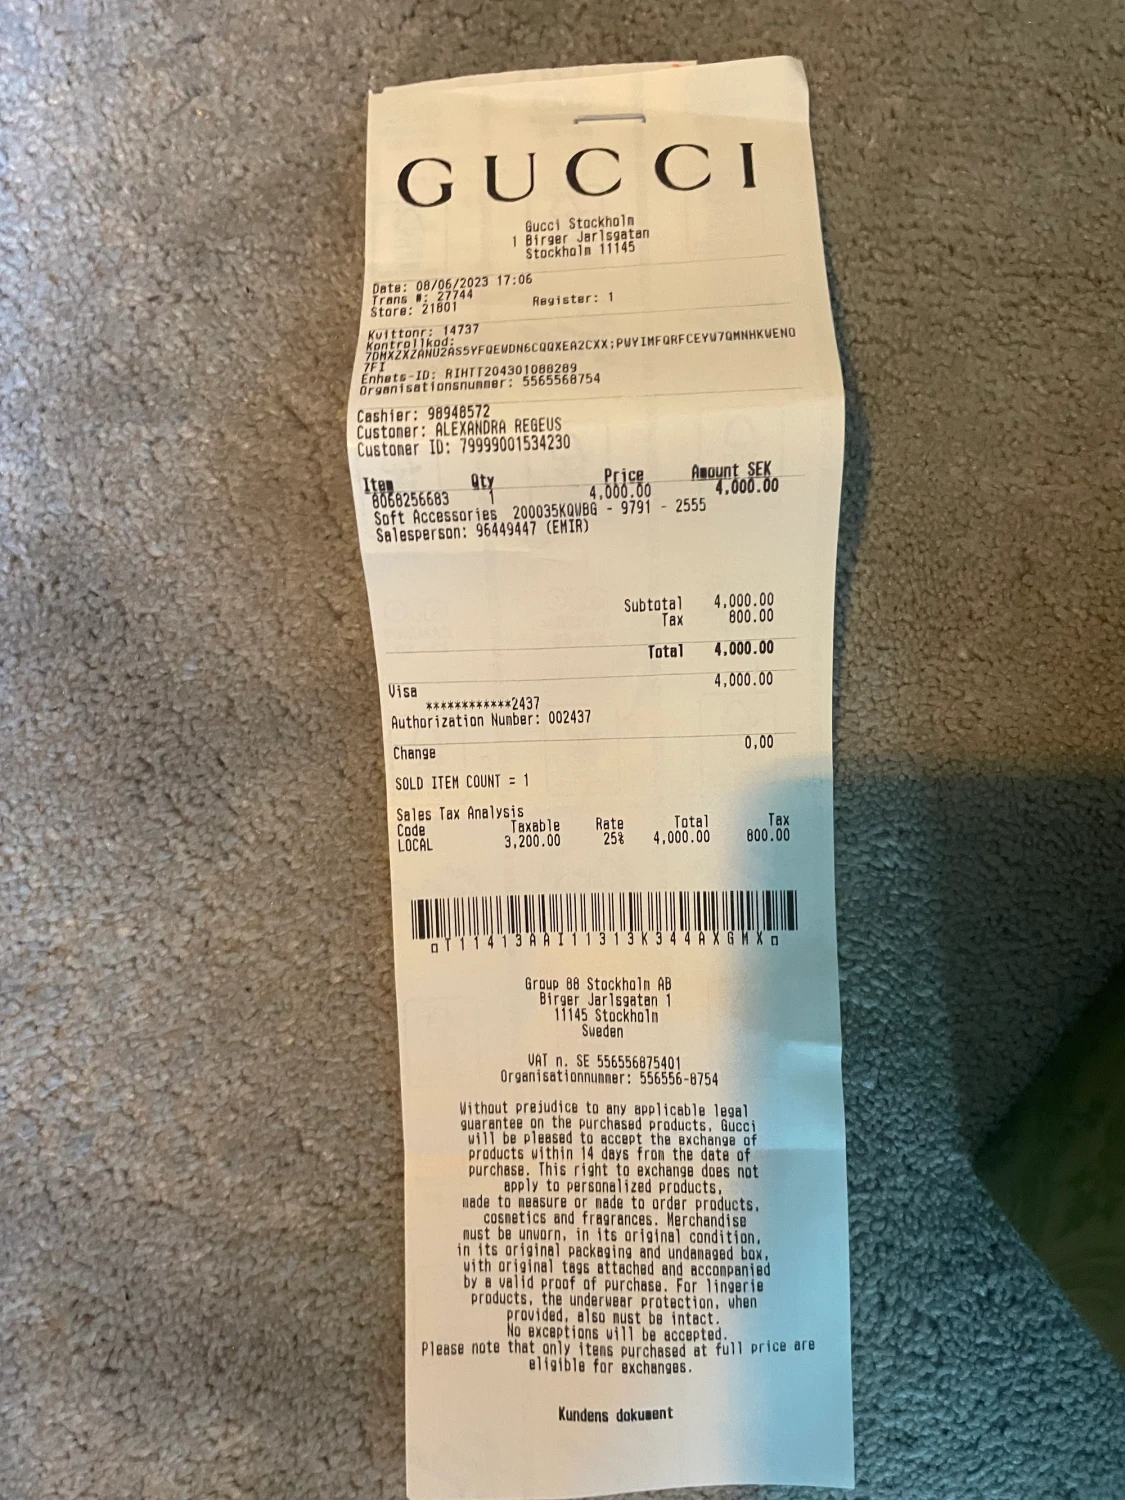 GUCCI
Gucci Stockholm
1 Birger Jarlsgatan
Stockholm 11145
Date: 08/06/2023 17:06
Trans #: 27744 Register: 1
Store: 21801
Kvittonr: 14737
Kontrollkod:
7DMXZXZANU2AS5YFQEWDN6CQQXEA2CXX;PWYIMFQRFCEYW7QMNHKWENO
7FI
Enhets-ID: RIHTT204301088289
Organisationsnummer: 5565568754
Cashier: 98948572
Customer: ALEXANDRA REGEUS
Customer ID: 79999001534230
Item Qty Price Amount SEK
8068256683 1 4,000.00 4,000.00
Soft Accessories 200035KQWBG - 9791 - 2555
Salesperson: 96449447 (EMIR)
Subtotal 4,000.00
Tax 800.00
Total 4,000.00
Visa 4,000.00
************2437
Authorization Number: 002437
Change 0,00
SOLD ITEM COUNT = 1
Sales Tax Analysis
Code Taxable Rate Total Tax
LOCAL 3,200.00 25% 4,000.00 800.00
T11413AAI11313K344AXGMX
Group 88 Stockholm AB
Birger Jarlsgatan 1
11145 Stockholm
Sweden
VAT n. SE 556556875401
Organisationnummer: 556556-8754
Without prejudice to any applicable legal
guarantee on the purchased products, Gucci
will be pleased to accept the exchange of
products within 14 days from the date of
purchase. This right to exchange does not
apply to personalized products,
made to measure or made to order products,
cosmetics and fragrances. Merchandise
must be unworn, in its original condition,
in its original packaging and undamaged box,
with original tags attached and accompanied
by a valid proof of purchase. For lingerie
products, the underwear protection, when
provided, also must be intact.
No exceptions will be accepted.
Please note that only items purchased at full price are
eligible for exchanges.
Kundens dokument